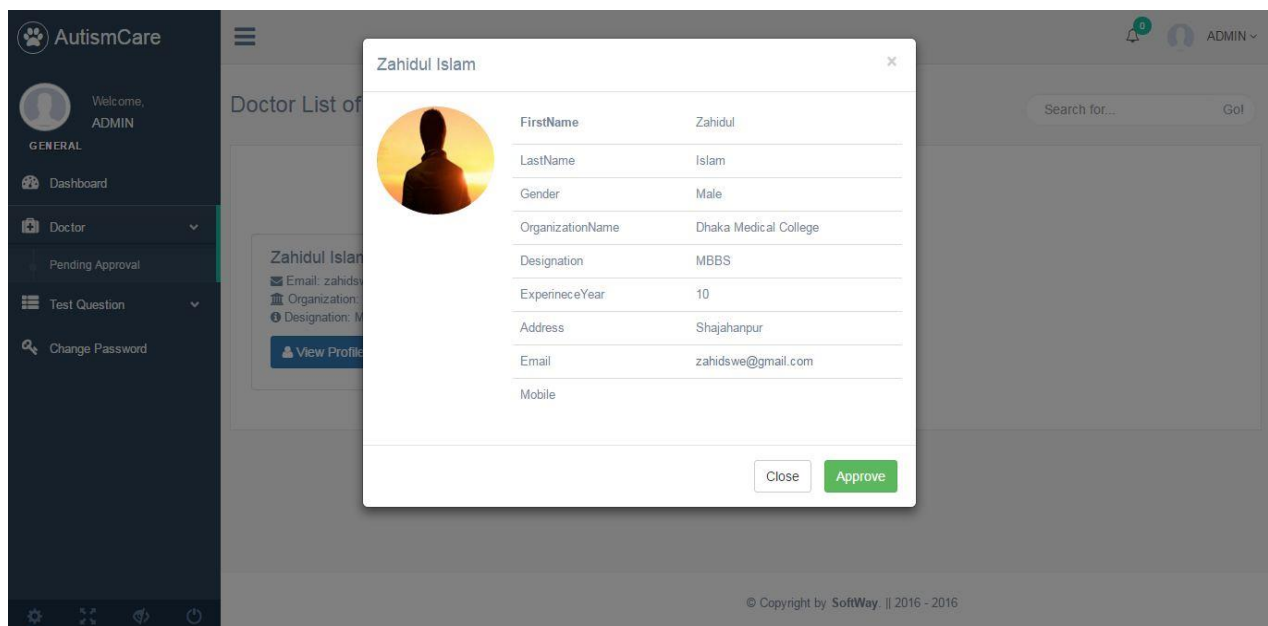 AutismCare
Welcome,
ADMIN
GENERAL
Dashboard
Doctor
Pending Approval
Test Question
Change Password
0
ADMIN
Doctor List of
Search for...
Go!
Zahidul Islam
Email: zahidsw
Organization:
Designation: M
View Profile
Zahidul Islam
×
FirstName Zahidul
LastName Islam
Gender Male
OrganizationName Dhaka Medical College
Designation MBBS
ExperineceYear 10
Address Shajahanpur
Email zahidswe@gmail.com
Mobile
Close
Approve
© Copyright by SoftWay. || 2016 - 2016